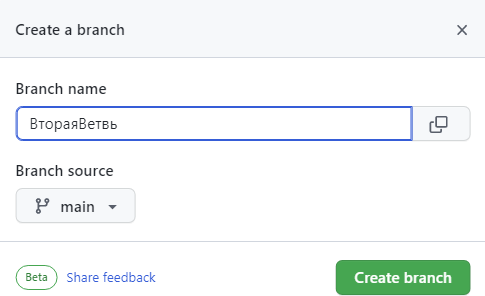 Create a branch
Branch name
ВтораяВетвь
Branch source
main
Beta Share feedback Create branch